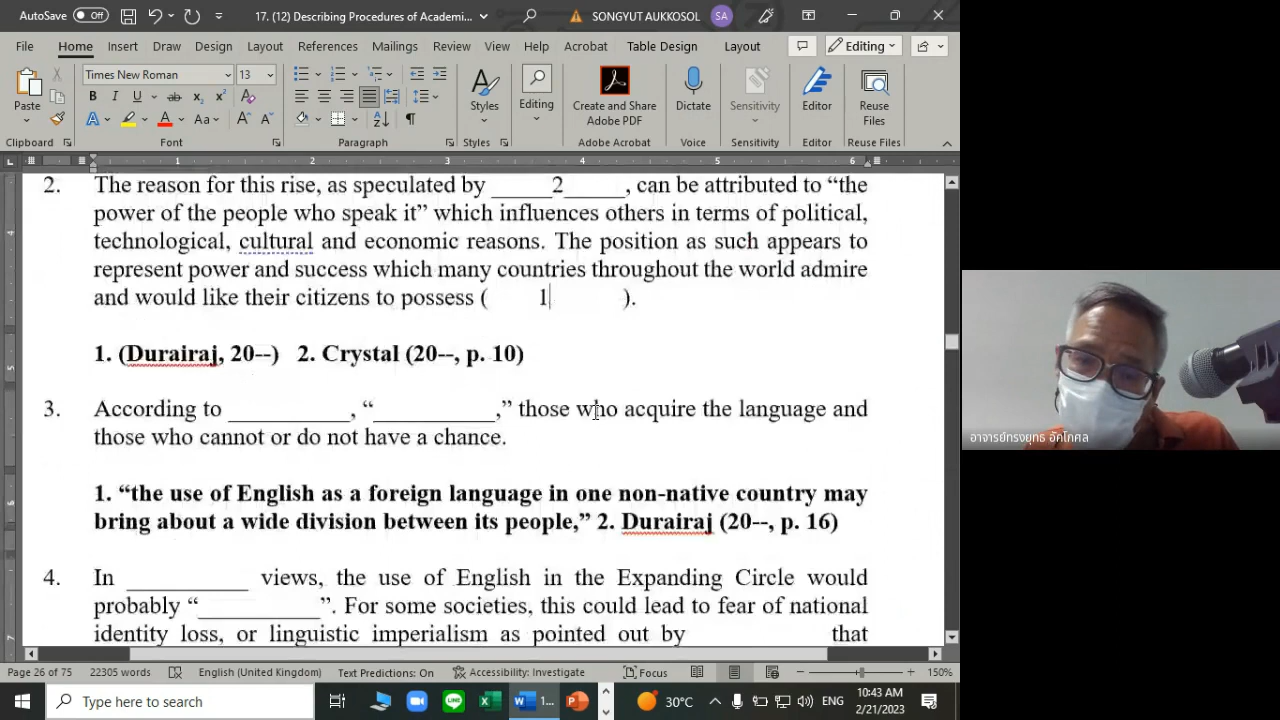 AutoSave Off 17. (12) Describing Procedures of Academi... SONGYUT AUKKOSOL SA
File Home Insert Draw Design Layout References Mailings Review View Help Acrobat Table Design Layout Editing
Times New Roman 13
Paste Styles Editing Create and Share Adobe PDF Dictate Sensitivity Editor Reuse Files
Clipboard Font Paragraph Styles Adobe Acrobat Voice Sensitivity Editor Reuse Files
1 2 3 4 5 6
2. The reason for this rise, as speculated by _____2_____, can be attributed to “the
power of the people who speak it” which influences others in terms of political,
technological, cultural and economic reasons. The position as such appears to
represent power and success which many countries throughout the world admire
and would like their citizens to possess ( 1 ).
1. (Durairaj, 20--) 2. Crystal (20--, p. 10)
3. According to __________, “__________,” those who acquire the language and
those who cannot or do not have a chance.
1. “the use of English as a foreign language in one non-native country may
bring about a wide division between its people,” 2. Durairaj (20--, p. 16)
4. In __________ views, the use of English in the Expanding Circle would
probably “__________”. For some societies, this could lead to fear of national
identity loss, or linguistic imperialism as pointed out by that
อาจารย์ทรงยุทธ อัคโกศล
Page 26 of 75 22305 words English (United Kingdom) Text Predictions: On Accessibility: Investigate Focus 150%
Type here to search 1... 30°C ENG 10:43 AM
2/21/2023